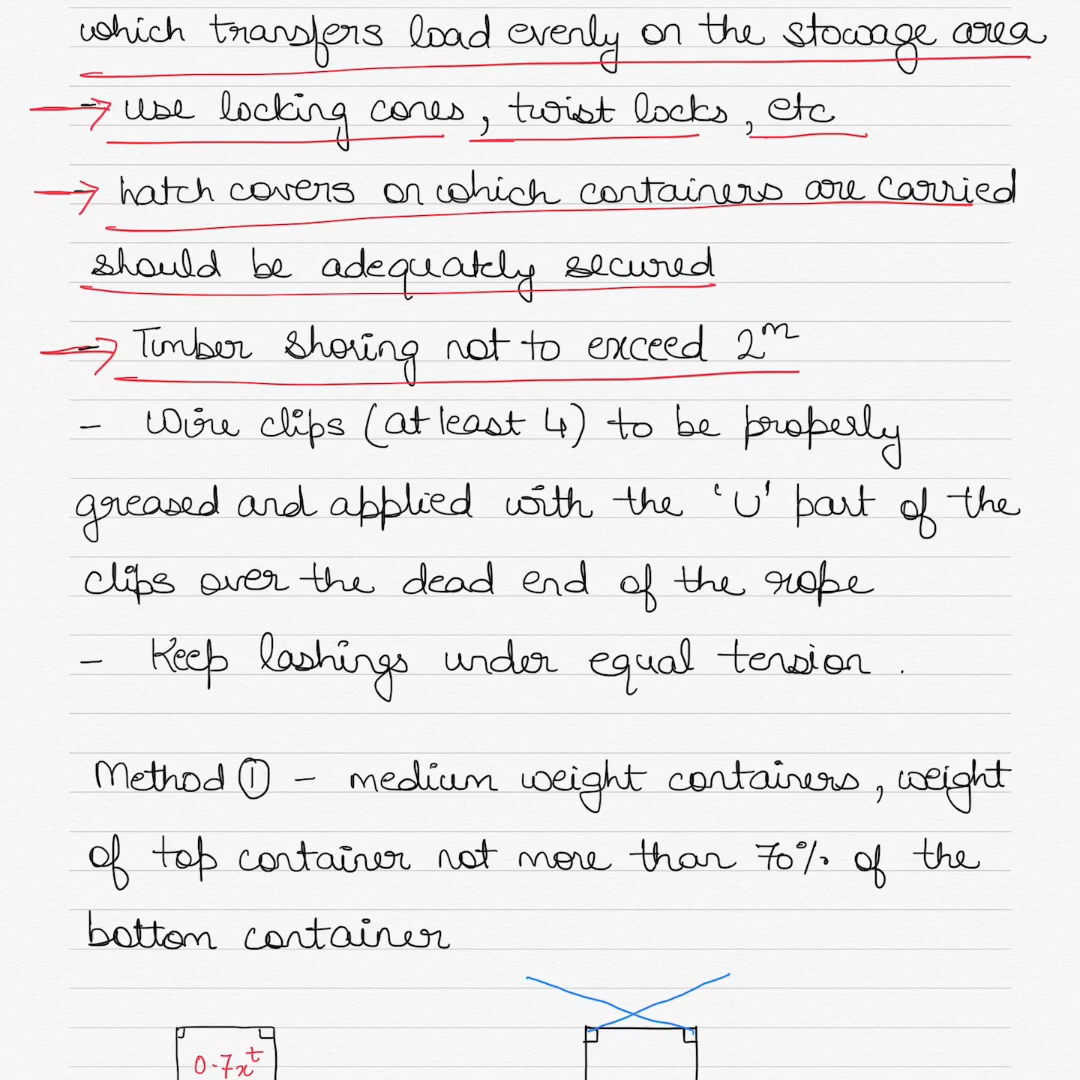 which transfers load evenly on the stowage area
- use locking cones, twist locks, etc
- hatch covers on which containers are carried
should be adequately secured
- Timber shoring not to exceed 2m
- Wire clips (at least 4) to be properly
greased and applied with the 'U' part of the
clips over the dead end of the rope
- Keep lashings under equal tension.
Method ① - medium weight containers, weight
of top container not more than 70% of the
bottom container
0.7x t